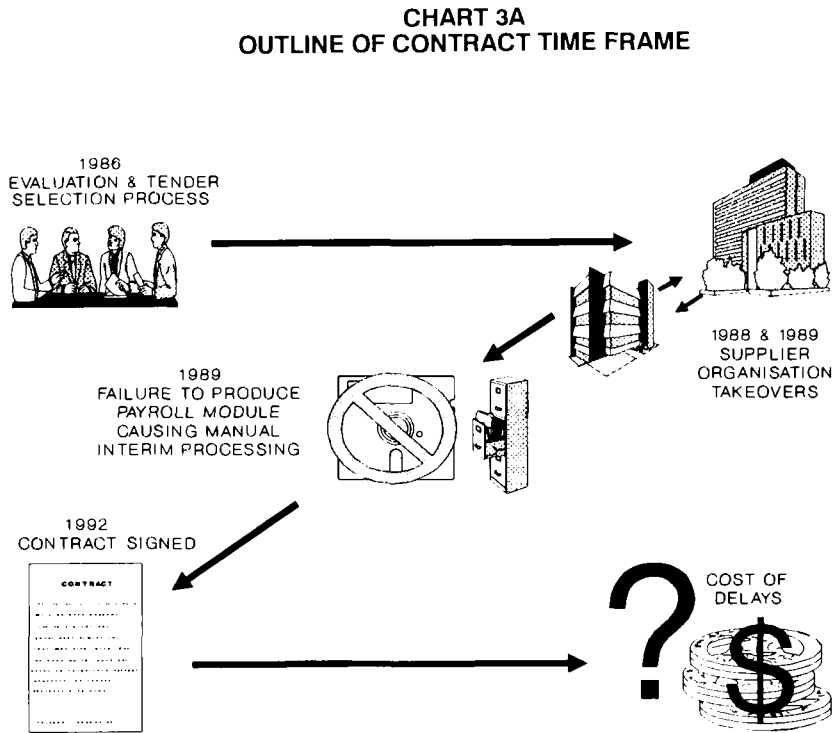 CHART 3A
OUTLINE OF CONTRACT TIME FRAME
1986
EVALUATION & TENDER
SELECTION PROCESS
1988 & 1989
SUPPLIER
ORGANISATION
TAKEOVERS
1989
FAILURE TO PRODUCE
PAYROLL MODULE
CAUSING MANUAL
INTERIM PROCESSING
1992
CONTRACT SIGNED
CONTRACT
COST OF
DELAYS
?
$